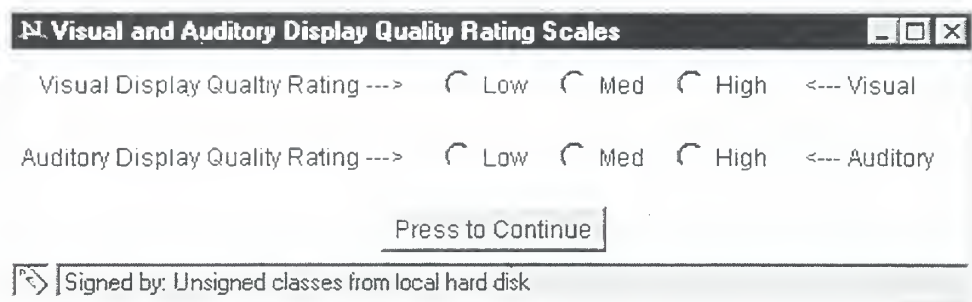 Visual and Auditory Display Quality Rating Scales
Visual Display Qualtiy Rating ---> Low Med High <--- Visual
Auditory Display Quality Rating ---> Low Med High <--- Auditory
Press to Continue
Signed by: Unsigned classes from local hard disk